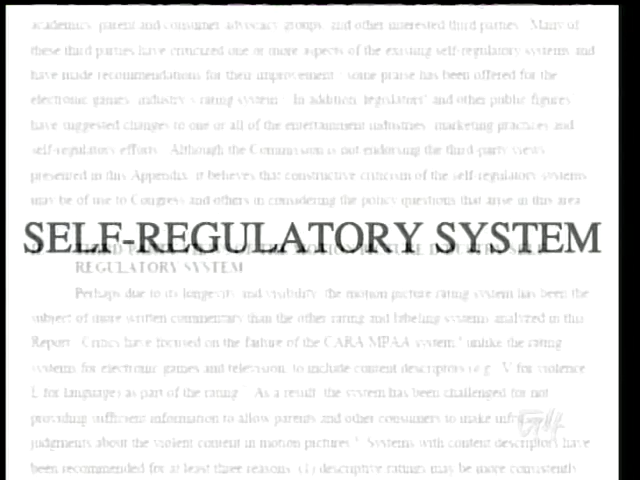 academics, parent and consumer advocacy groups, and other interested third parties. Many of
these third parties have criticized one or more aspects of the existing self-regulatory systems and
have made recommendations for their improvement; some praise has been offered for the
electronic games industry's rating system. In addition, legislators and other public figures
have suggested changes to one or all of the entertainment industries' marketing practices and
self-regulatory efforts. Although the Commission is not endorsing the third-party views
presented in this Appendix, it believes that constructive criticism of the self-regulatory systems
may be of use to Congress and others in considering the policy questions that arise in this area.
SELF-REGULATORY SYSTEM
THIRD-PARTY VIEWS OF THE MOTION PICTURE INDUSTRY SELF-
REGULATORY SYSTEM
Perhaps due to its longevity and visibility, the motion picture rating system has been the
subject of more written commentary than the other rating and labeling systems analyzed in this
Report. Critics have focused on the failure of the CARA/MPAA system, unlike the rating
systems for electronic games and television, to include content descriptors (e.g., V for violence,
L for language) as part of the rating. As a result, the system has been challenged for not
providing sufficient information to allow parents and other consumers to make
judgments about the violent content in motion pictures. Systems with content descriptors have
been recommended for at least three reasons: (1) descriptive ratings may be more consistently
G4